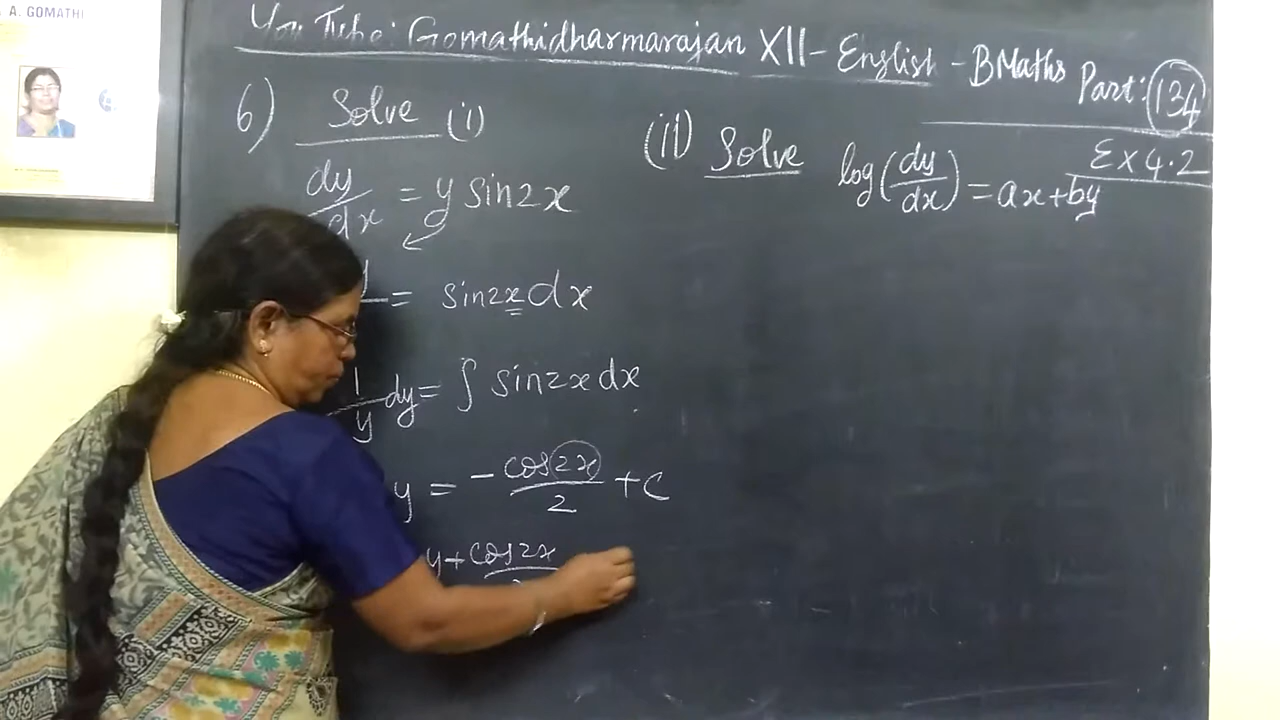 A. GOMATHI
You Tube: Gomathidharmarajan XII - English - BMaths Part: 134
Ex 4.2
6) Solve (i)
dy/dx = y sin2x
= sin2x dx
1/y dy = ∫ sin2x dx
y = - cos2x/2 + c
y + cos2x
(ii) Solve log(dy/dx) = ax+by